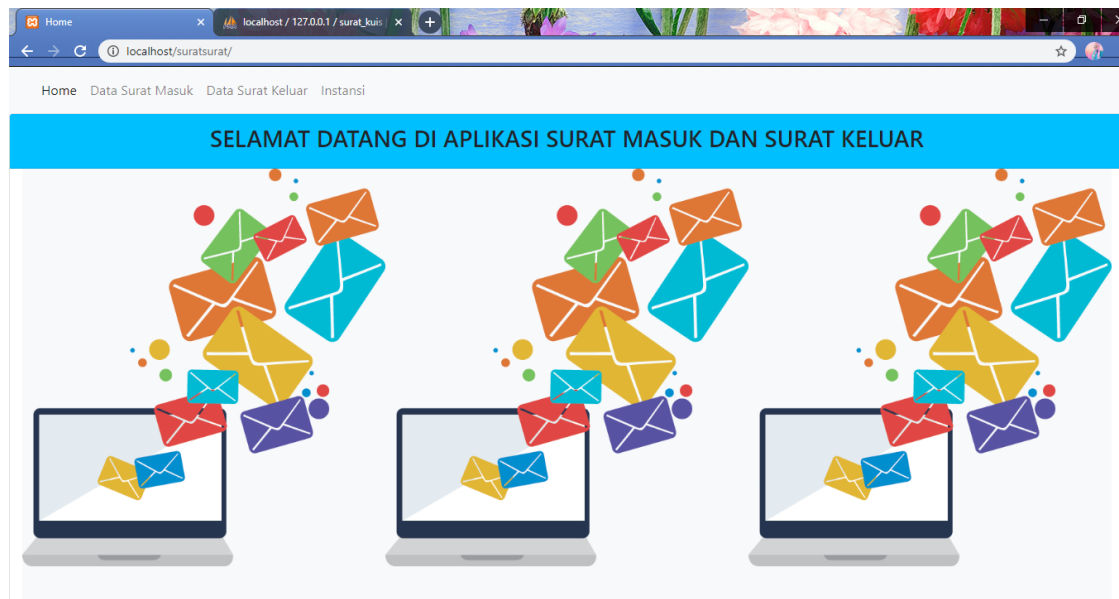 Home
localhost / 127.0.0.1 / surat_kuis
localhost/suratsurat/
Home Data Surat Masuk Data Surat Keluar Instansi
SELAMAT DATANG DI APLIKASI SURAT MASUK DAN SURAT KELUAR